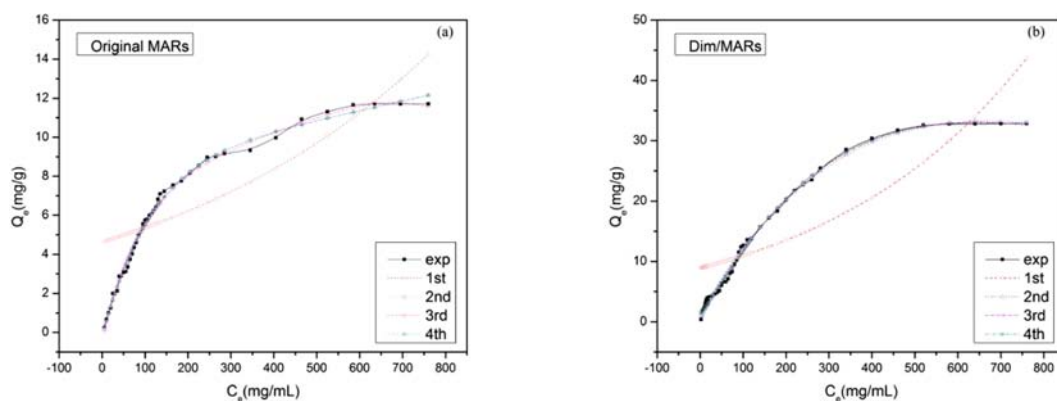 (a)
Original MARs
16
14
12
10
8
6
4
2
0
Qe(mg/g)
exp
1st
2nd
3rd
4th
-100 0 100 200 300 400 500 600 700 800
Ce(mg/mL)
(b)
Dim/MARs
50
40
30
20
10
0
Qe(mg/g)
exp
1st
2nd
3rd
4th
-100 0 100 200 300 400 500 600 700 800
Ce(mg/mL)